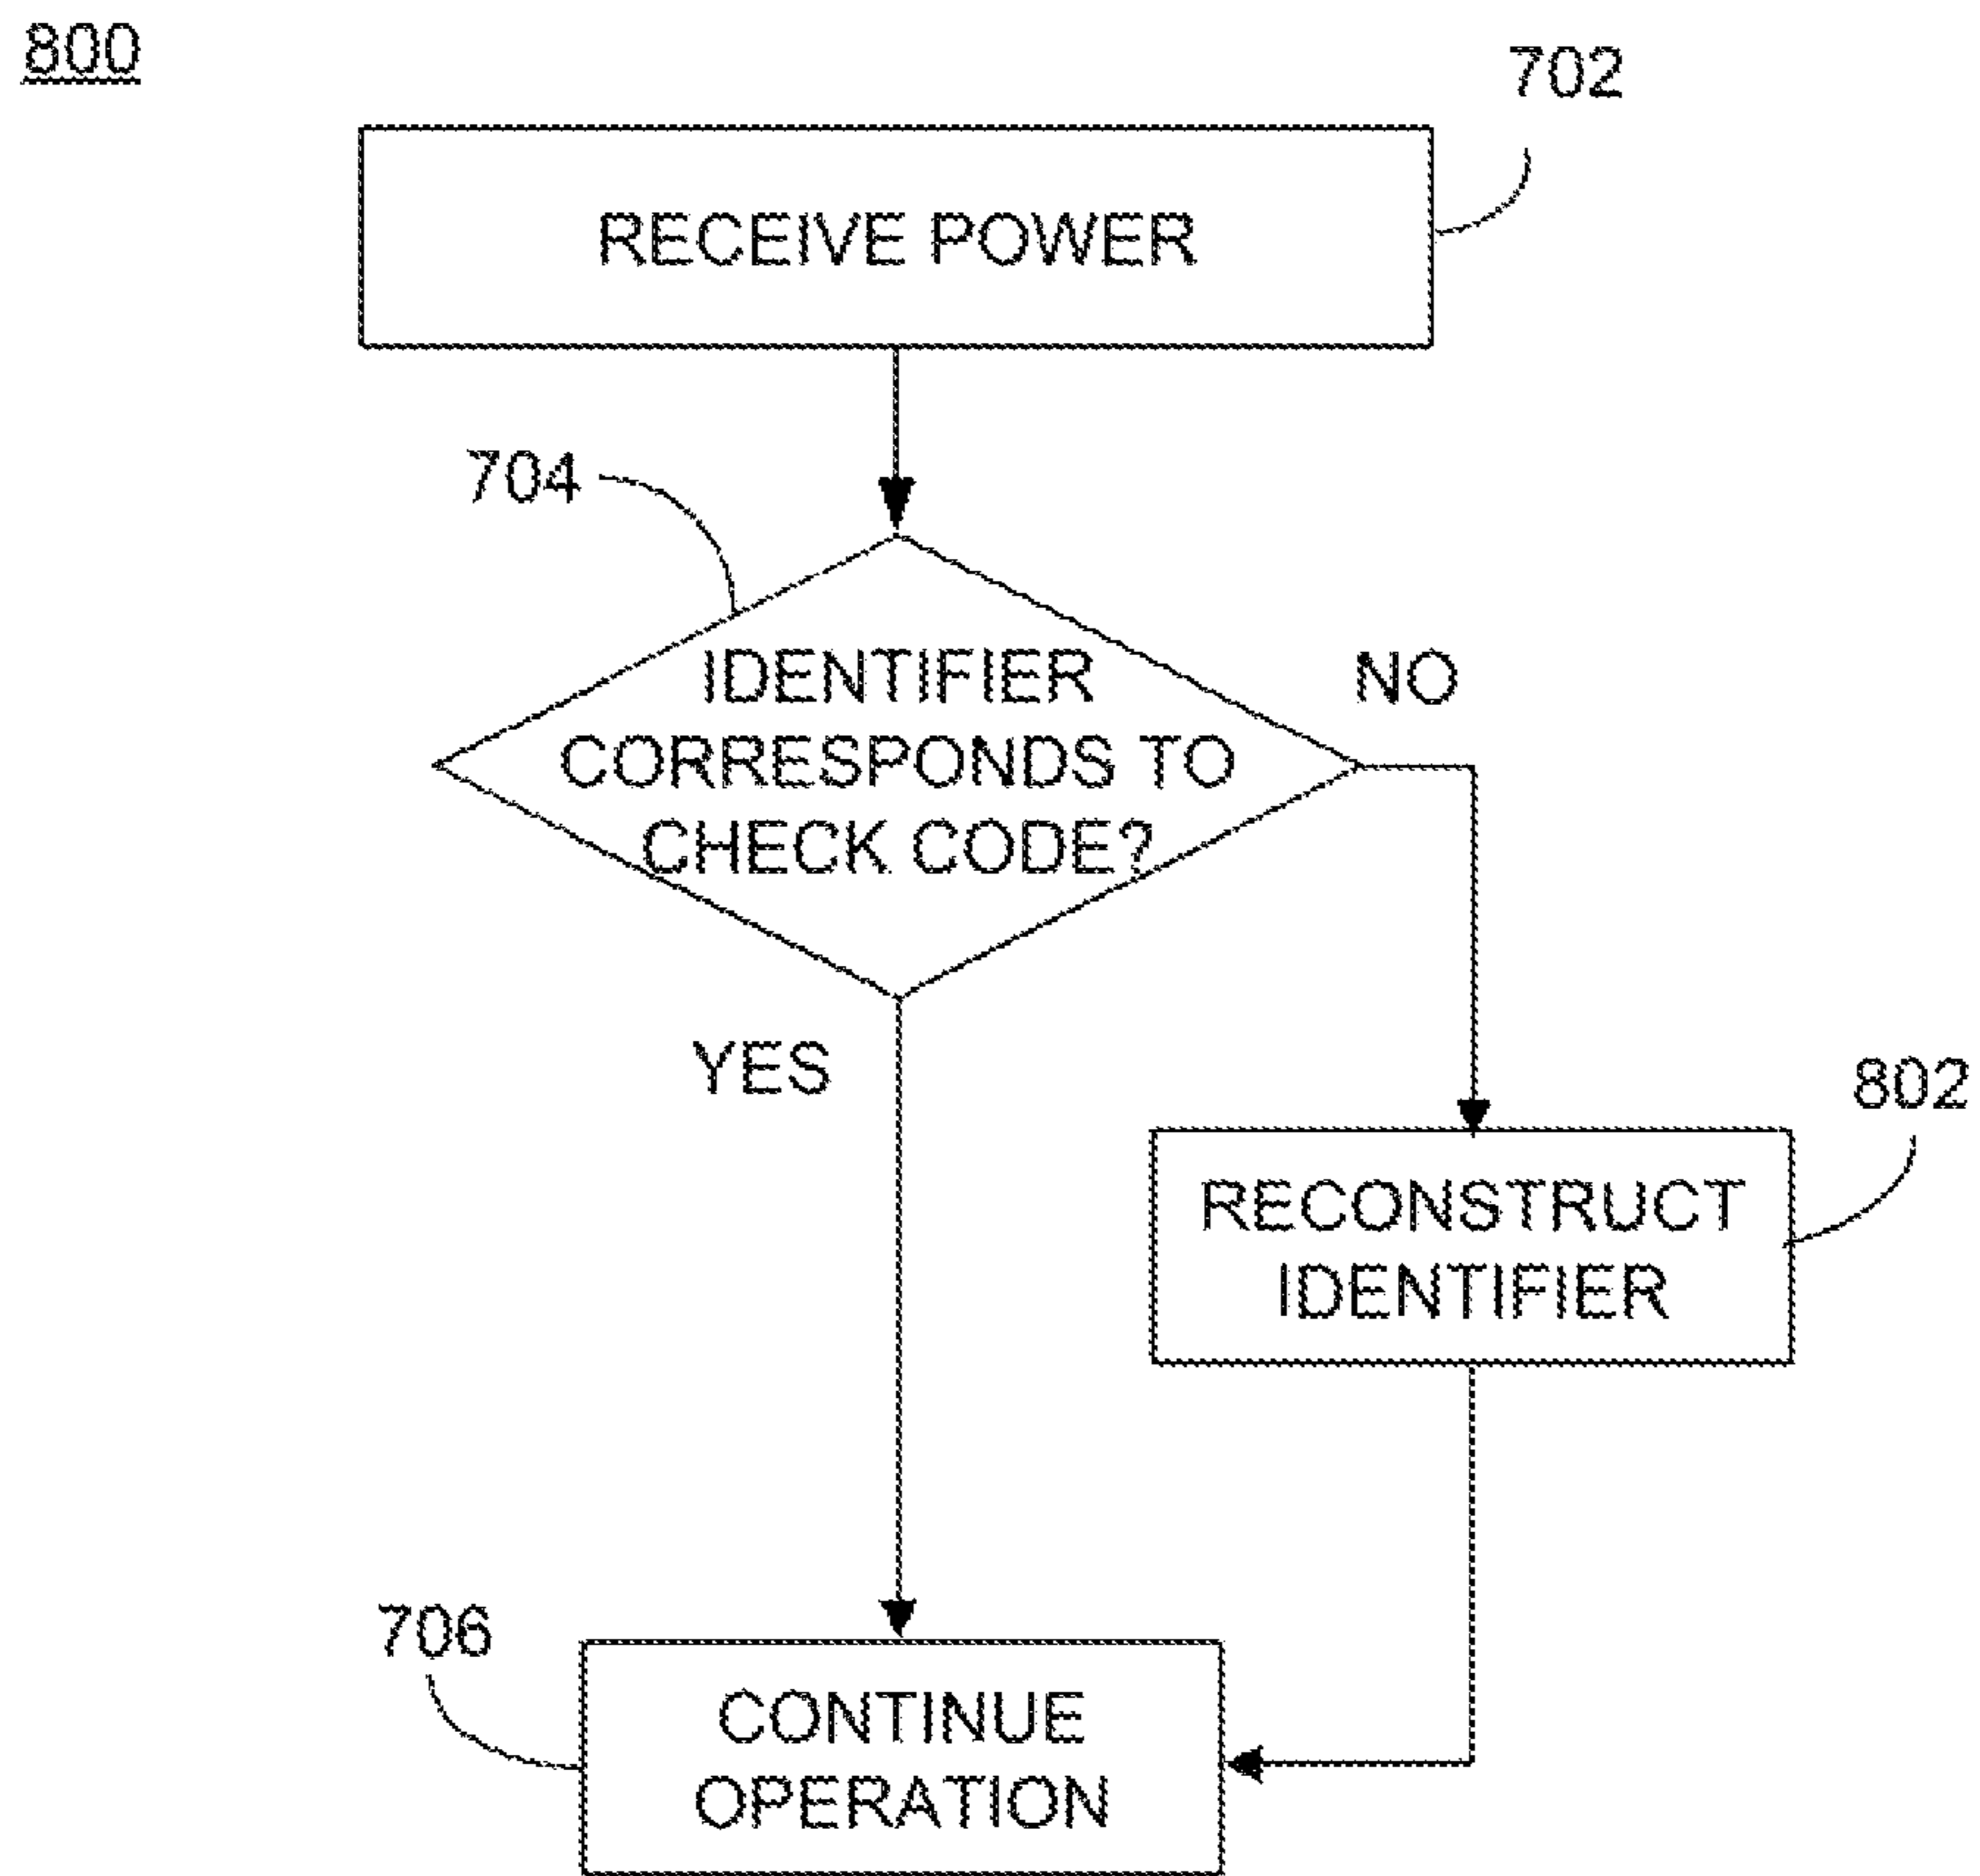 800
702
RECEIVE POWER
704
IDENTIFIER
CORRESPONDS TO
CHECK CODE?
NO
YES
802
RECONSTRUCT
IDENTIFIER
706
CONTINUE
OPERATION